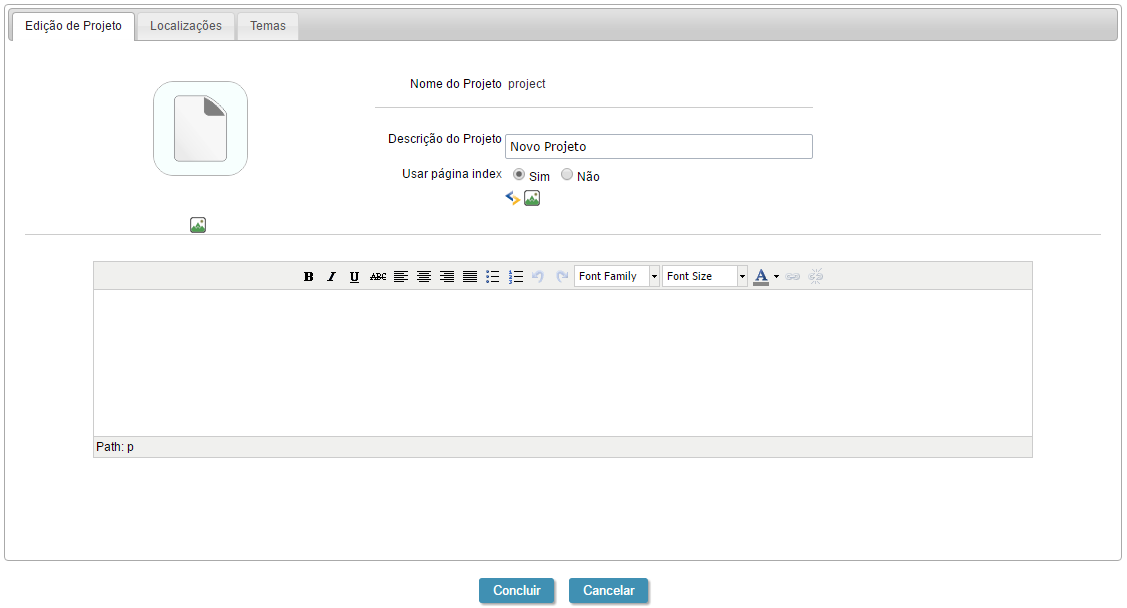 Edição de Projeto Localizações Temas
Nome do Projeto project
Descrição do Projeto Novo Projeto
Usar página index Sim Não
B I U ABC Font Family Font Size A
Path: p
Concluir Cancelar